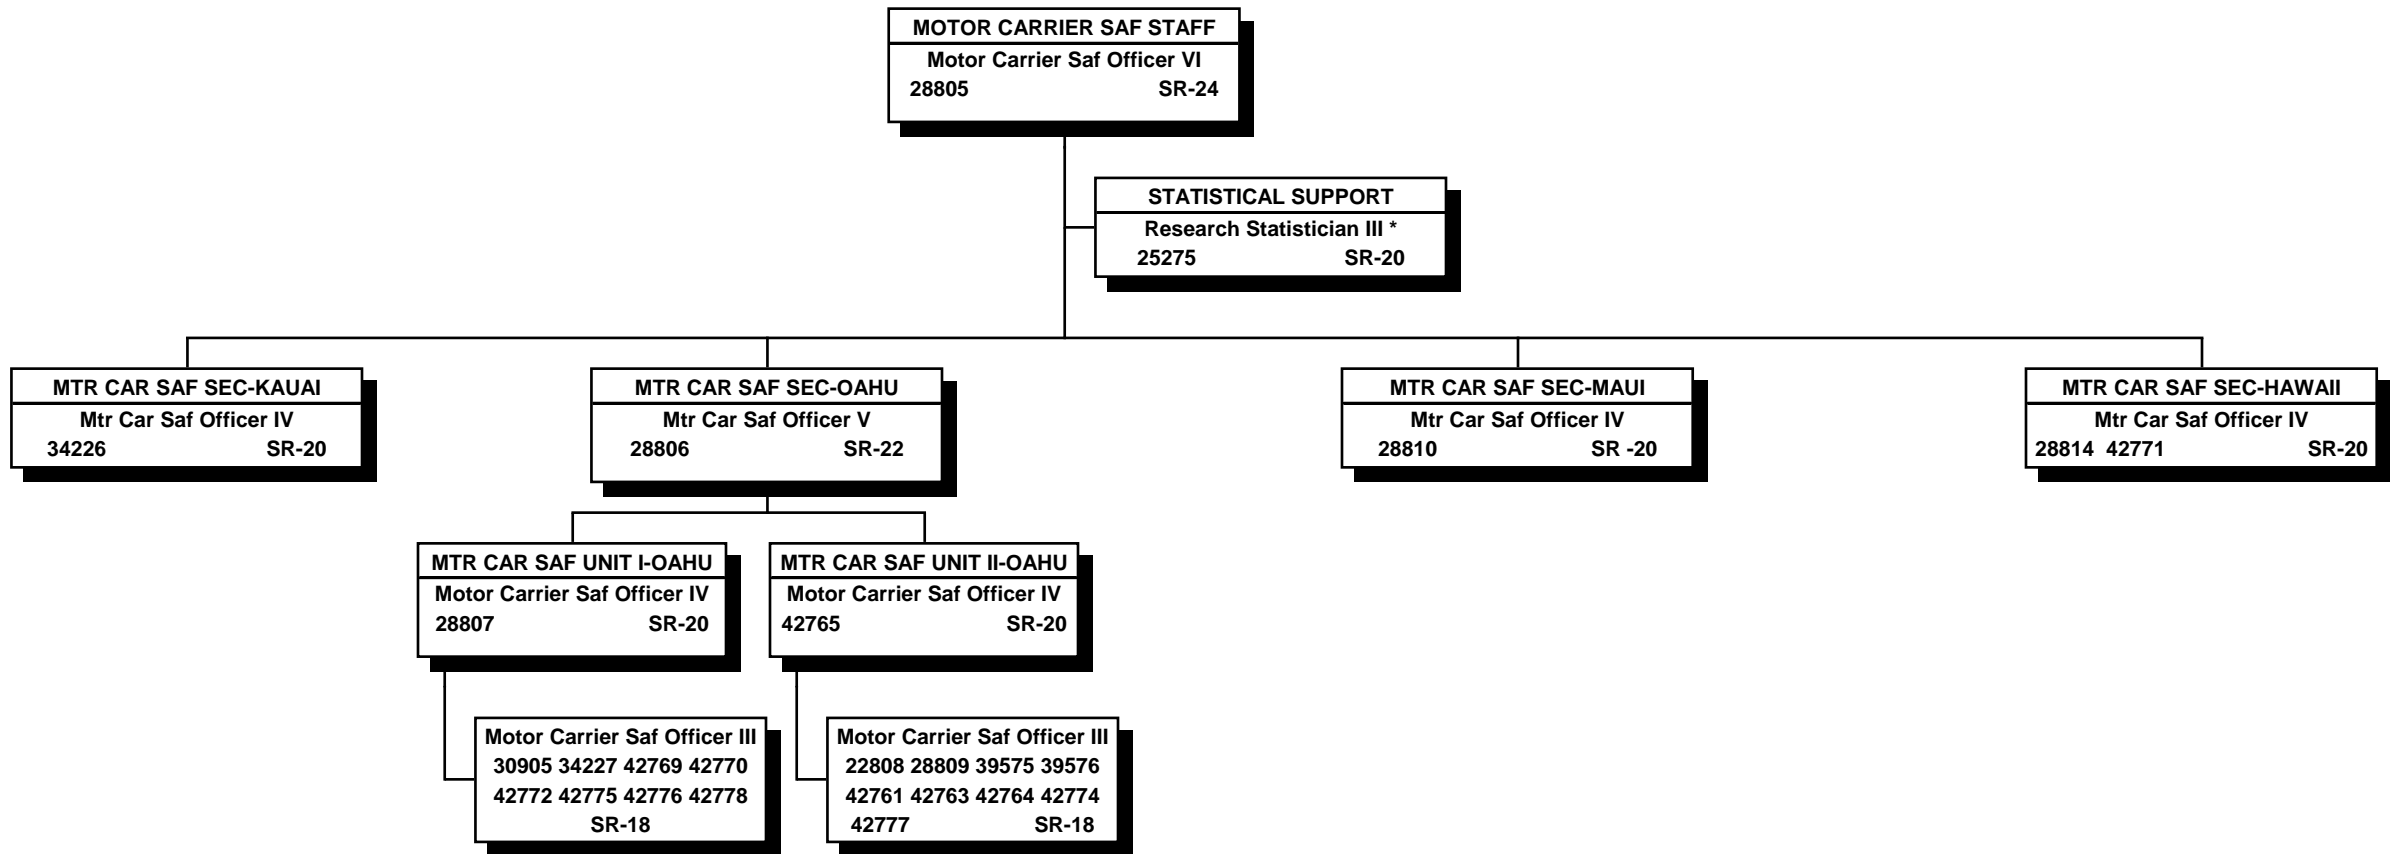 MOTOR CARRIER SAF STAFF
Motor Carrier Saf Officer VI
28805 SR-24
STATISTICAL SUPPORT
Research Statistician III *
25275 SR-20
MTR CAR SAF SEC-KAUAI
Mtr Car Saf Officer IV
34226 SR-20
MTR CAR SAF SEC-OAHU
Mtr Car Saf Officer V
28806 SR-22
MTR CAR SAF SEC-MAUI
Mtr Car Saf Officer IV
28810 SR -20
MTR CAR SAF SEC-HAWAII
Mtr Car Saf Officer IV
28814 42771 SR-20
MTR CAR SAF UNIT I-OAHU
Motor Carrier Saf Officer IV
28807 SR-20
MTR CAR SAF UNIT II-OAHU
Motor Carrier Saf Officer IV
42765 SR-20
Motor Carrier Saf Officer III
30905 34227 42769 42770
42772 42775 42776 42778
SR-18
Motor Carrier Saf Officer III
22808 28809 39575 39576
42761 42763 42764 42774
42777 SR-18